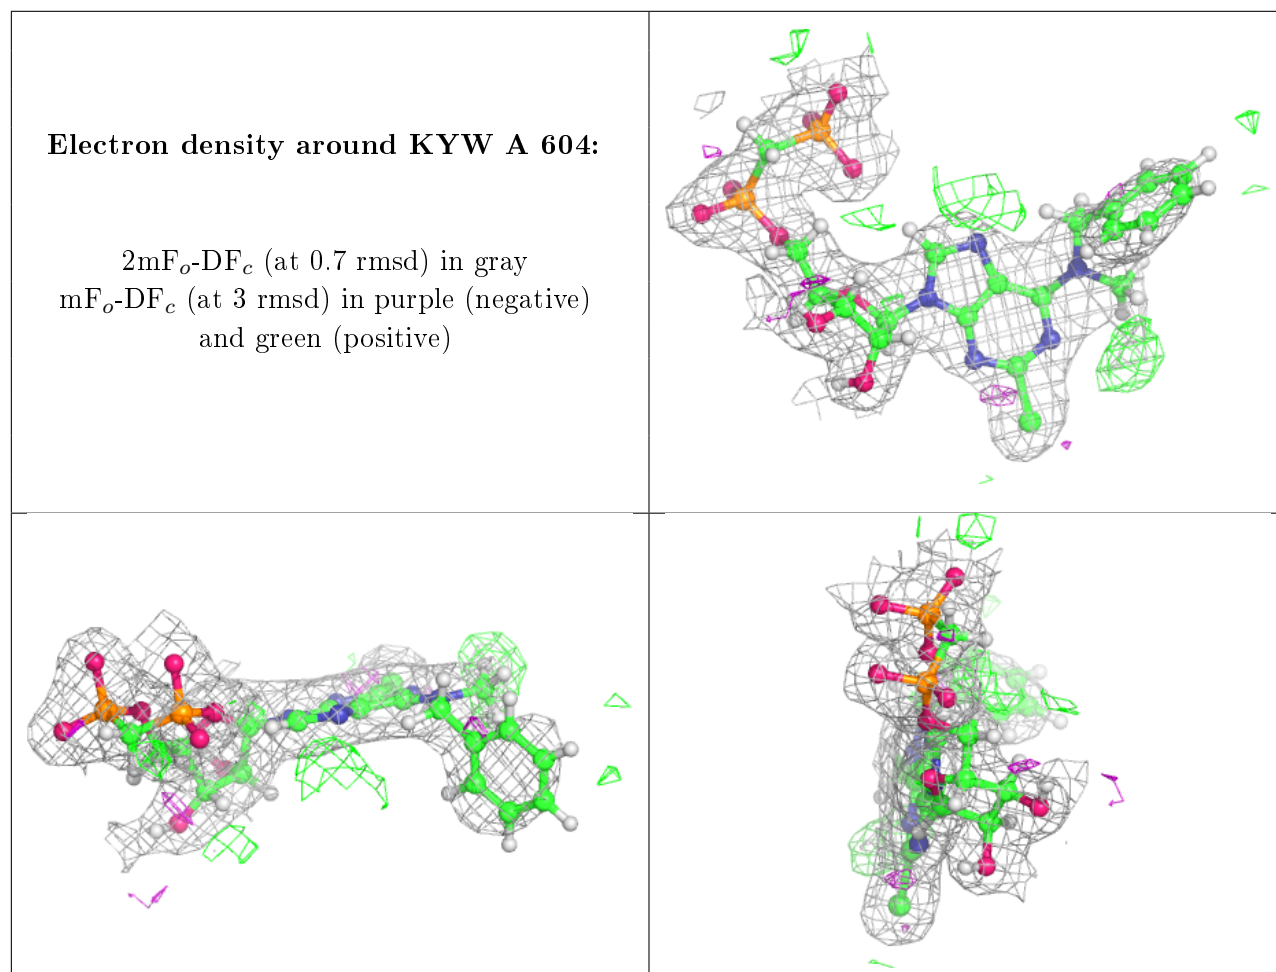 Electron density around KYW A 604:
2mFo-DFc (at 0.7 rmsd) in gray
mFo-DFc (at 3 rmsd) in purple (negative)
and green (positive)